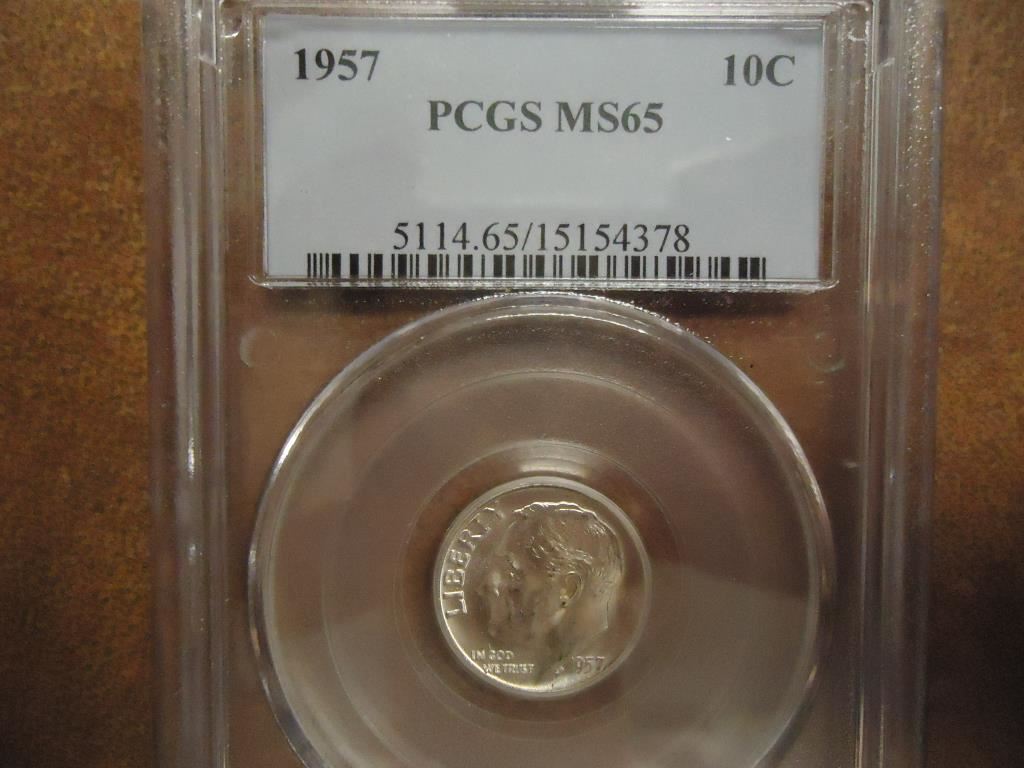 1957 10C
PCGS MS65
5114.65/15154378
LIBERTY
IN GOD
WE TRUST
1957